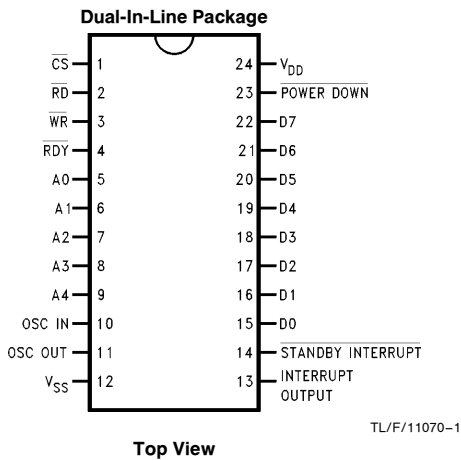 Dual-In-Line Package
CS 1 24 VDD
RD 2 23 POWER DOWN
WR 3 22 D7
RDY 4 21 D6
A0 5 20 D5
A1 6 19 D4
A2 7 18 D3
A3 8 17 D2
A4 9 16 D1
OSC IN 10 15 D0
OSC OUT 11 14 STANDBY INTERRUPT
VSS 12 13 INTERRUPT
OUTPUT
TL/F/11070–1
Top View